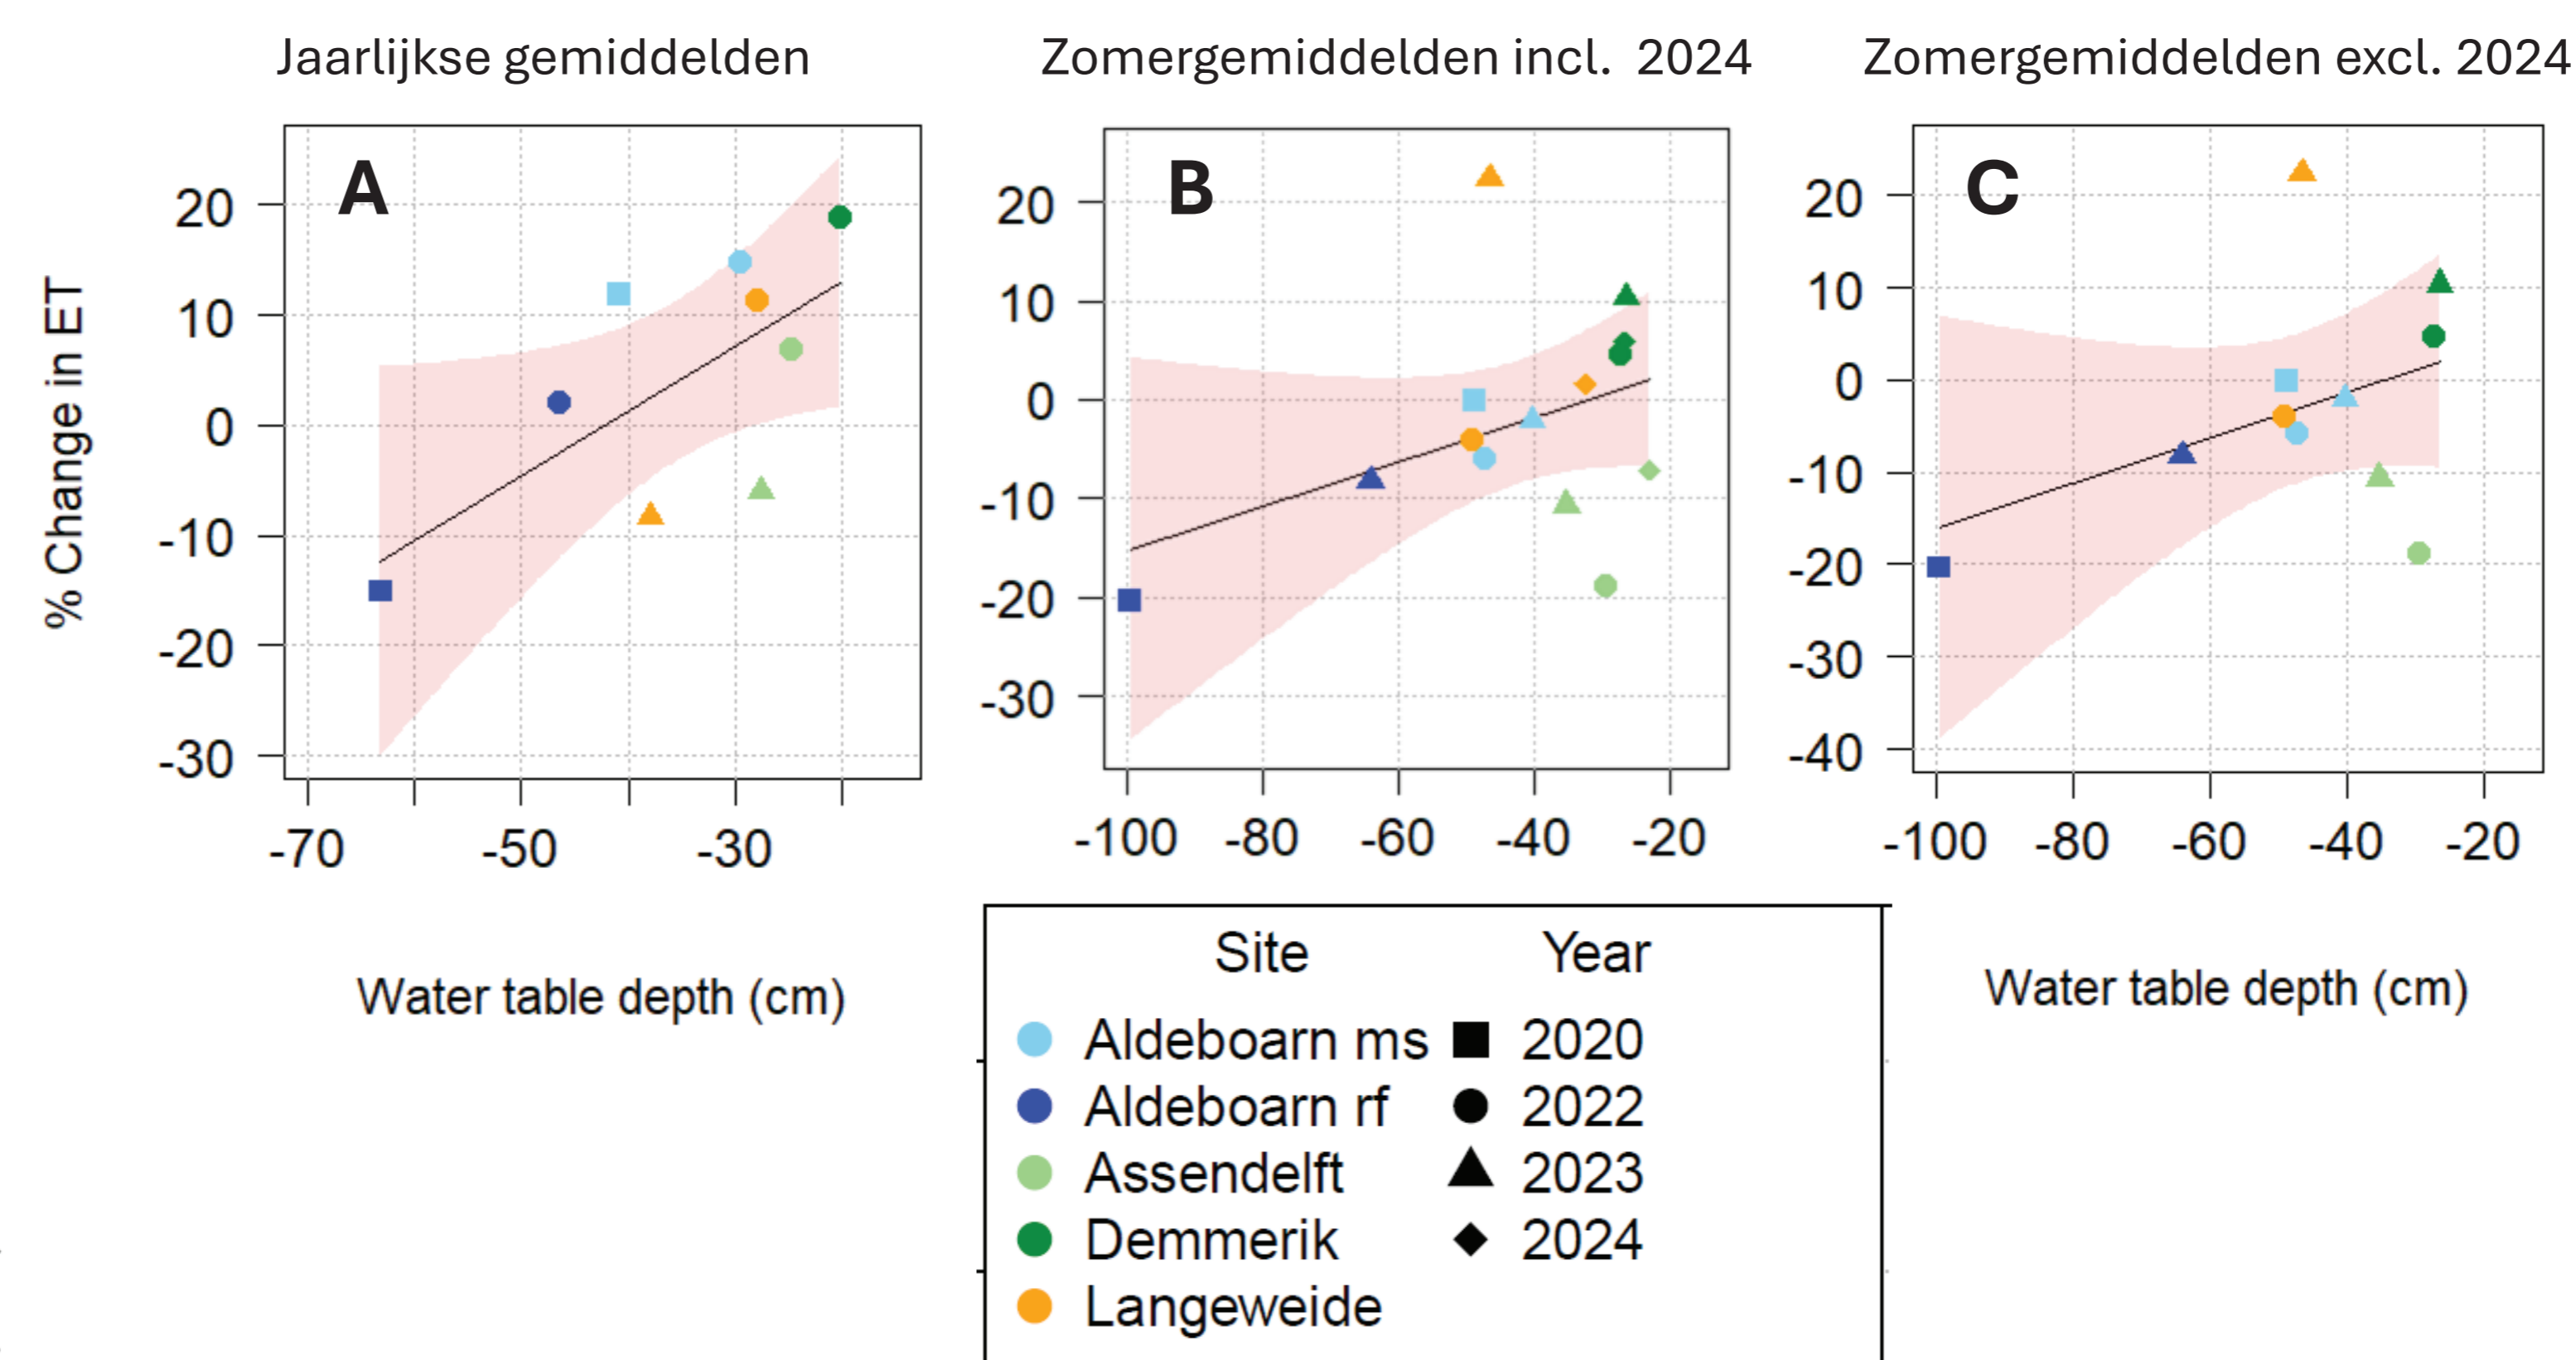 Jaarlijkse gemiddelden
Zomergemiddelden incl. 2024
Zomergemiddelden excl. 2024
% Change in ET
A
20
10
0
-10
-20
-30
-70 -50 -30
Water table depth (cm)
B
20
10
0
-10
-20
-30
-100 -80 -60 -40 -20
C
20
10
0
-10
-20
-30
-40
-100 -80 -60 -40 -20
Water table depth (cm)
Site Year
Aldeboarn ms 2020
Aldeboarn rf 2022
Assendelft 2023
Demmerik 2024
Langeweide